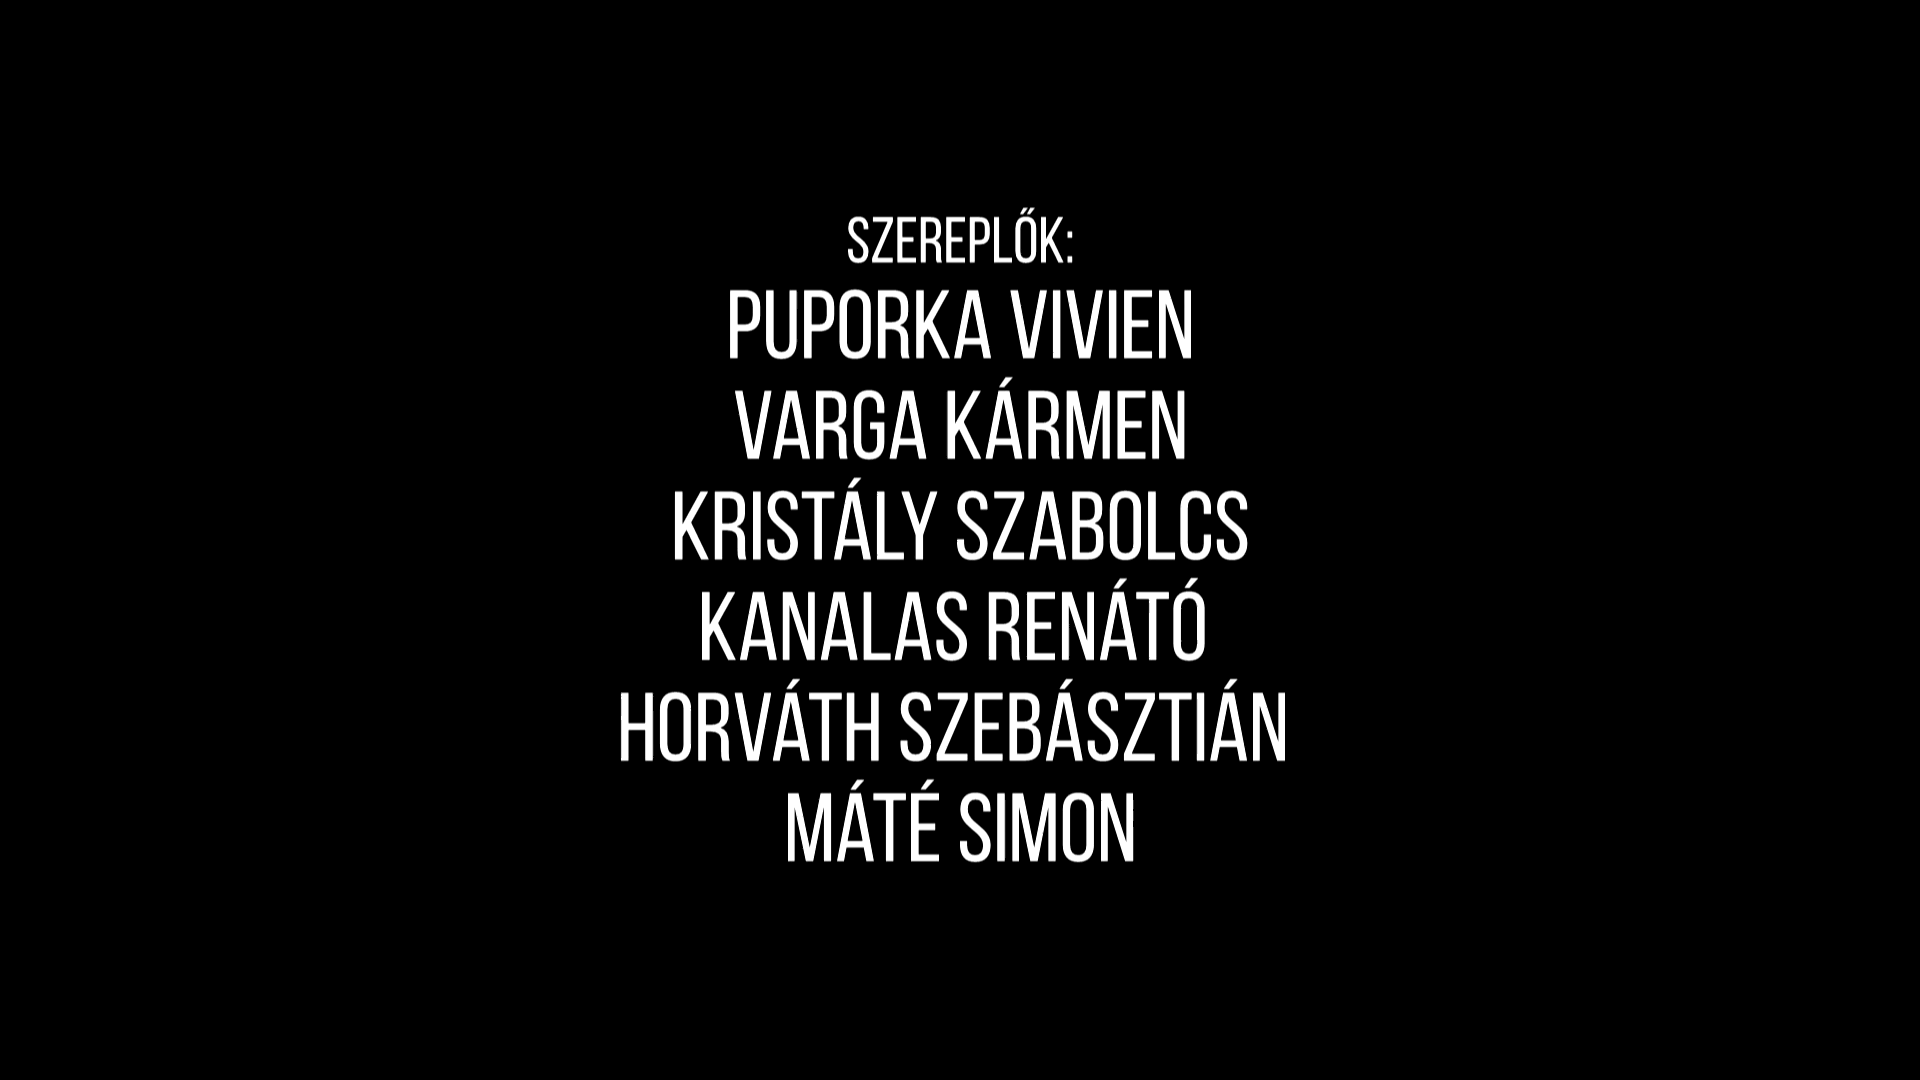 SZEREPLŐK:
PUPORKA VIVIEN
VARGA KÁRMEN
KRISTÁLY SZABOLCS
KANALAS RENÁTÓ
HORVÁTH SZEBÁSZTIÁN
MÁTÉ SIMON